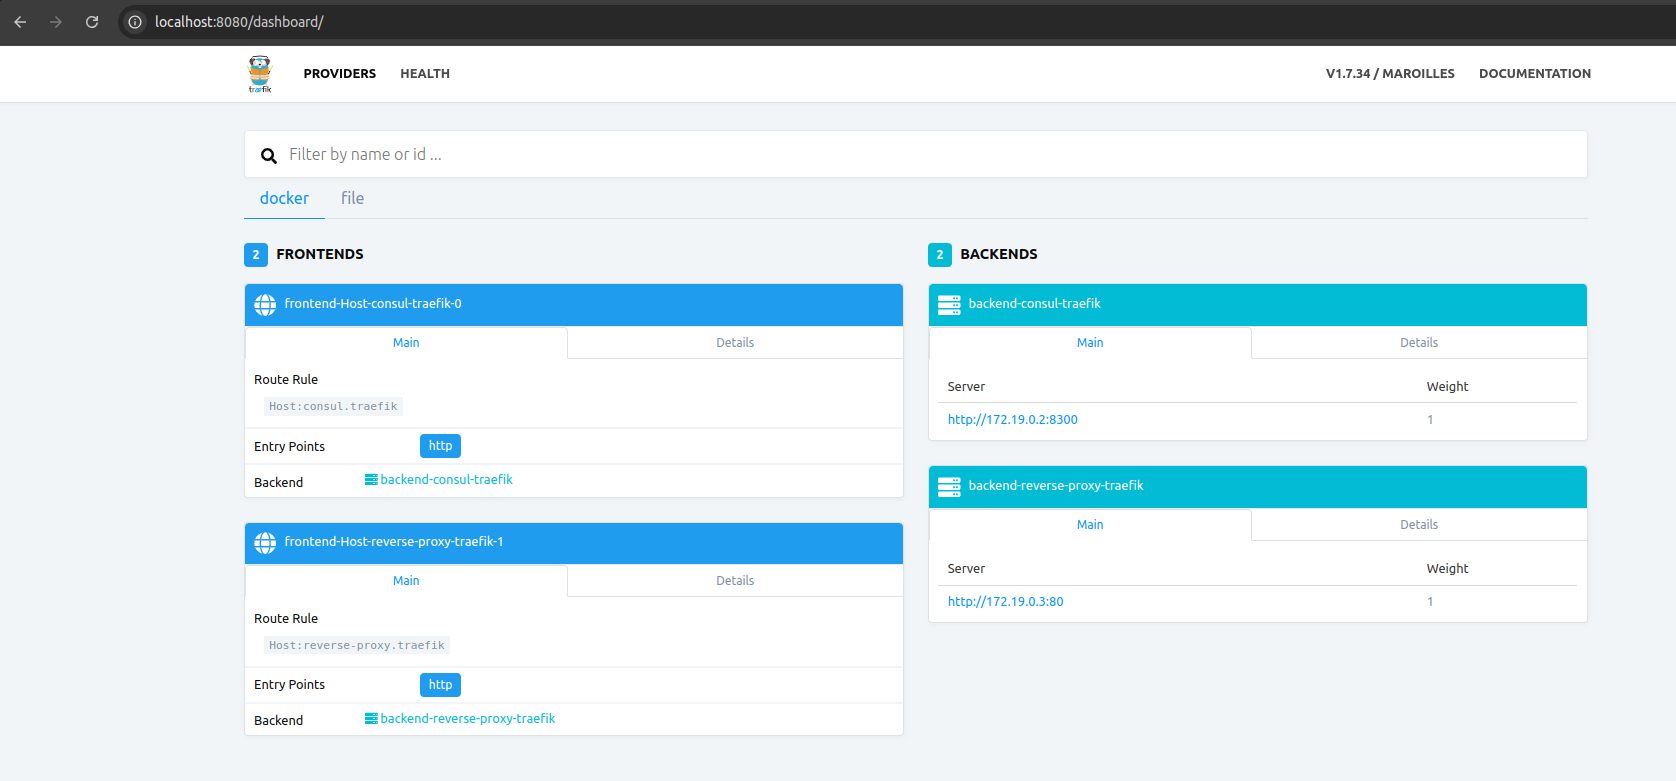 localhost:8080/dashboard/
træfik
PROVIDERS HEALTH V1.7.34 / MAROILLES DOCUMENTATION
Filter by name or id ...
docker file
2 FRONTENDS
frontend-Host-consul-traefik-0
Main Details
Route Rule
Host:consul.traefik
Entry Points http
Backend backend-consul-traefik
frontend-Host-reverse-proxy-traefik-1
Main Details
Route Rule
Host:reverse-proxy.traefik
Entry Points http
Backend backend-reverse-proxy-traefik
2 BACKENDS
backend-consul-traefik
Main Details
Server Weight
http://172.19.0.2:8300 1
backend-reverse-proxy-traefik
Main Details
Server Weight
http://172.19.0.3:80 1